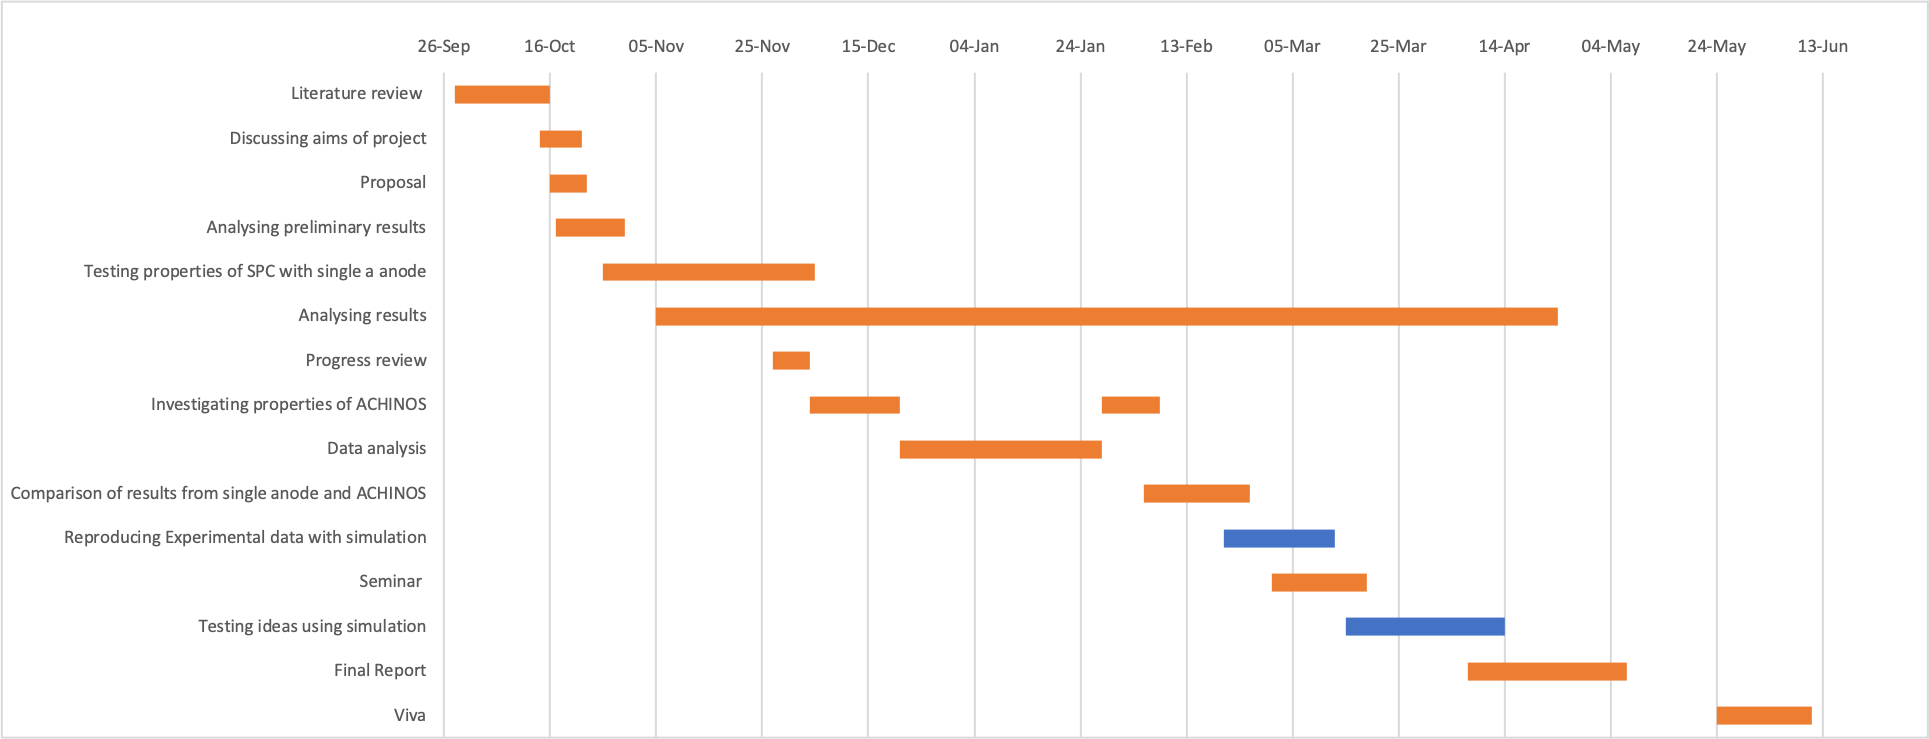 26-Sep 16-Oct 05-Nov 25-Nov 15-Dec 04-Jan 24-Jan 13-Feb 05-Mar 25-Mar 14-Apr 04-May 24-May 13-Jun
Literature review
Discussing aims of project
Proposal
Analysing preliminary results
Testing properties of SPC with single a anode
Analysing results
Progress review
Investigating properties of ACHINOS
Data analysis
Comparison of results from single anode and ACHINOS
Reproducing Experimental data with simulation
Seminar
Testing ideas using simulation
Final Report
Viva